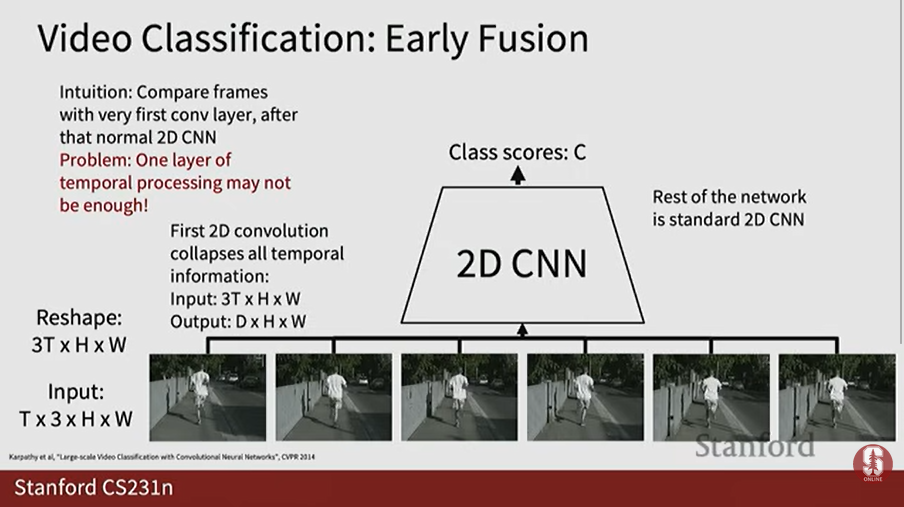 Video Classification: Early Fusion
Intuition: Compare frames
with very first conv layer, after
that normal 2D CNN
Problem: One layer of
temporal processing may not
be enough!
First 2D convolution
collapses all temporal
information:
Input: 3T x H x W
Output: D x H x W
Class scores: C
2D CNN
Rest of the network
is standard 2D CNN
Reshape:
3T x H x W
Input:
T x 3 x H x W
Karpathy et al, "Large-scale Video Classification with Convolutional Neural Networks", CVPR 2014
Stanford
Stanford CS231n
S
ONLINE